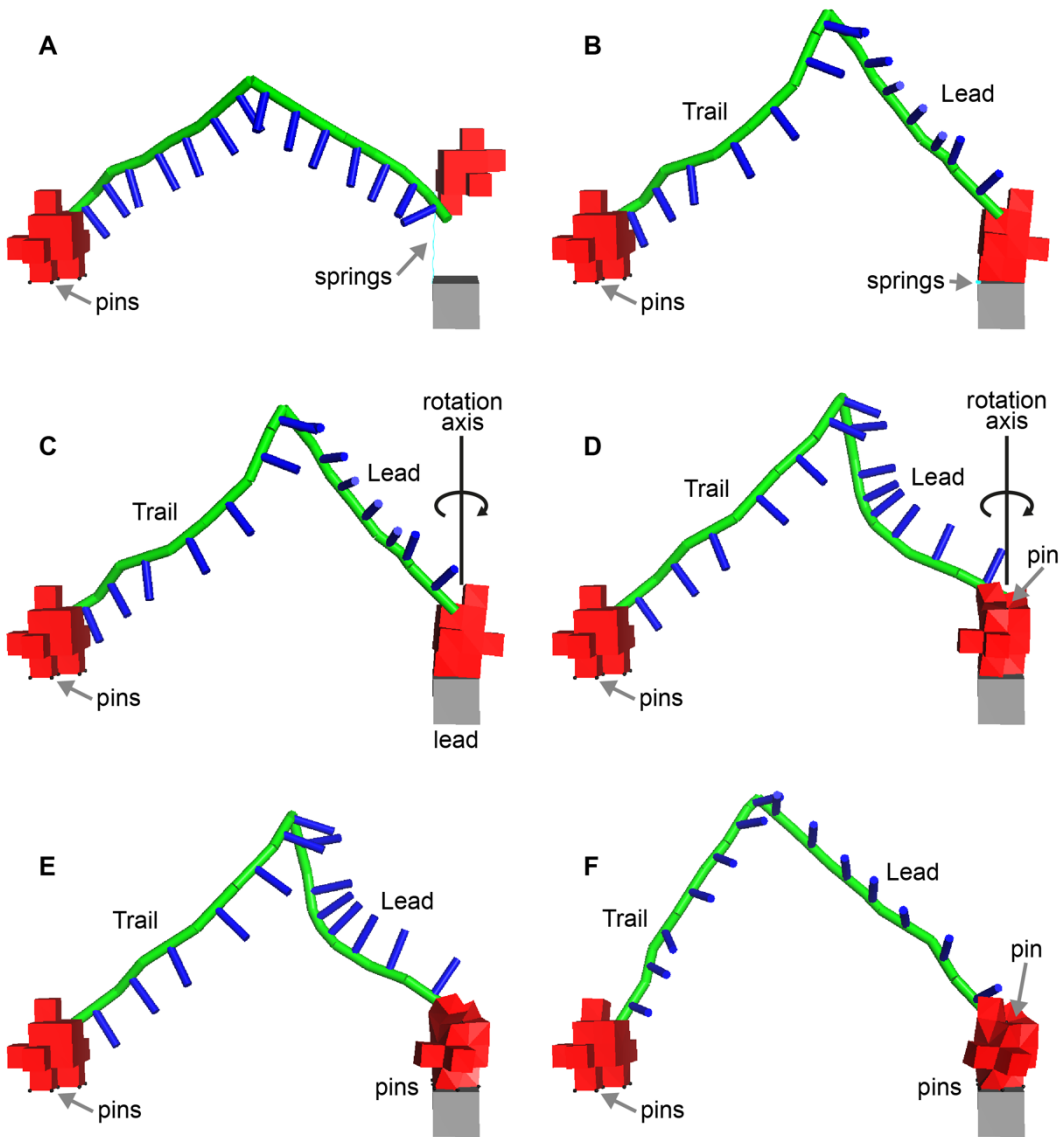 A
springs
pins
B
Trail
Lead
springs
pins
C
rotation
axis
Trail
Lead
pins
lead
D
rotation
axis
Trail
Lead
pin
pins
E
Trail
Lead
pins
pins
F
Trail
Lead
pin
pins
pins